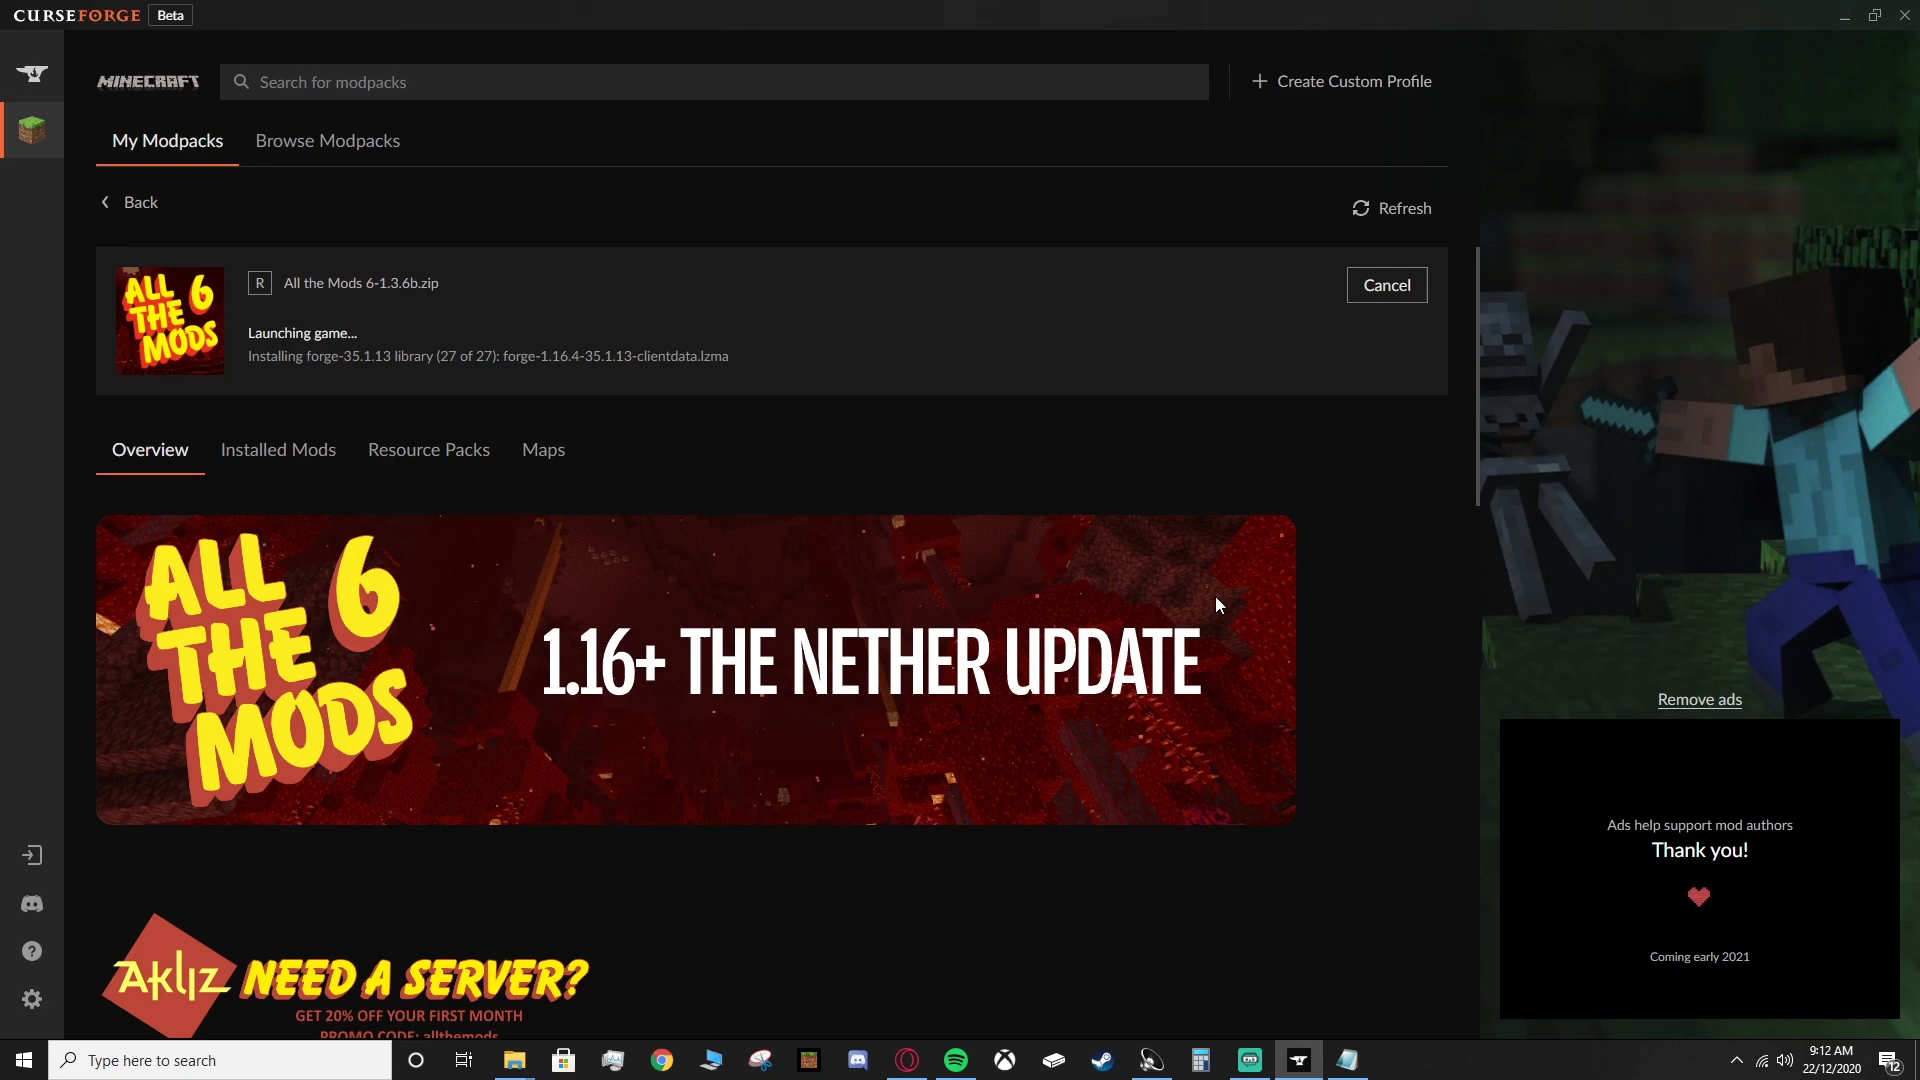 CURSEFORGE Beta
MINECRAFT
Search for modpacks
Create Custom Profile
My Modpacks
Browse Modpacks
Back
Refresh
ALL THE MODS 6
R
All the Mods 6-1.3.6b.zip
Cancel
Launching game...
Installing forge-35.1.13 library (27 of 27): forge-1.16.4-35.1.13-clientdata.lzma
Overview
Installed Mods
Resource Packs
Maps
ALL
THE 6
MODS
1.16+ THE NETHER UPDATE
Remove ads
Ads help support mod authors
Thank you!
Coming early 2021
Akliz NEED A SERVER?
GET 20% OFF YOUR FIRST MONTH
PROMO CODE: allthemods
Type here to search
9:12 AM
22/12/2020
12